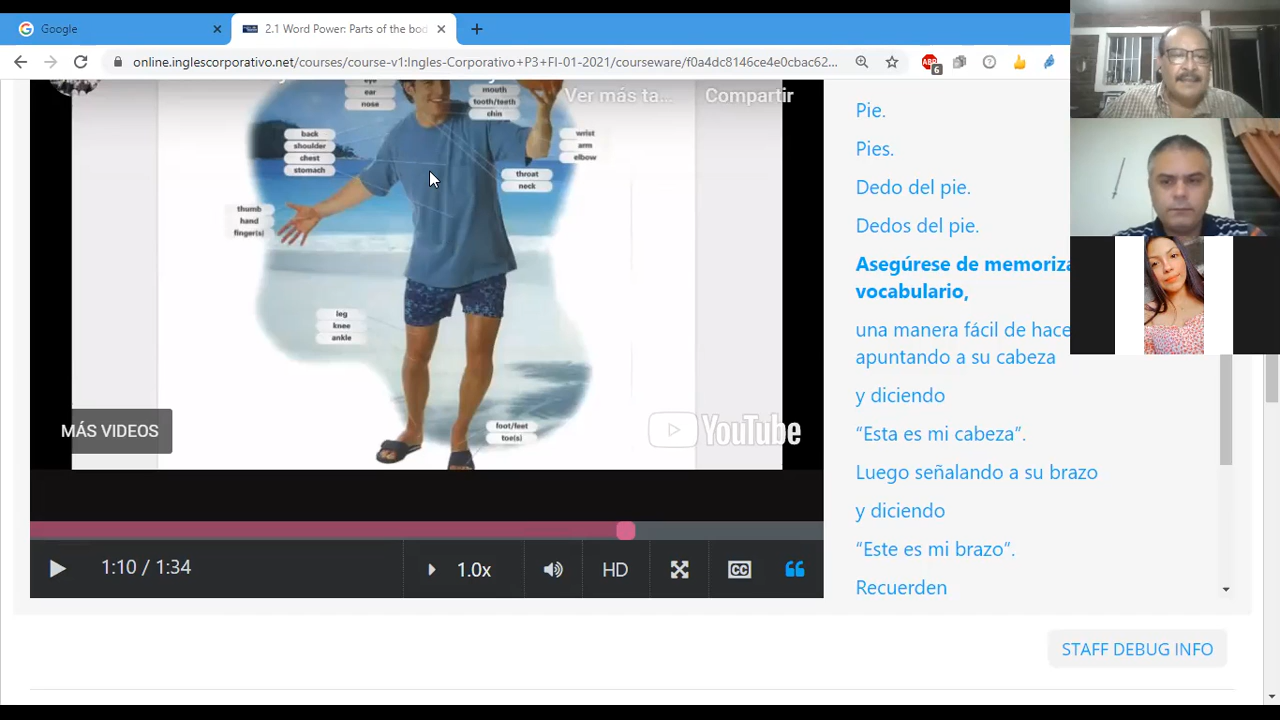 Google
2.1 Word Power: Parts of the bod
online.inglescorporativo.net/courses/course-v1:Ingles-Corporativo+P3+FI-01-2021/courseware/f0a4dc8146ce4e0cbac62...
6
eye
ear
nose
mouth
tooth/teeth
chin
Ver más ta...
Compartir
back
shoulder
chest
stomach
wrist
arm
elbow
throat
neck
thumb
hand
finger(s)
leg
knee
ankle
foot/feet
toe(s)
MÁS VIDEOS
YouTube
1:10 / 1:34
1.0x
HD
CC
Pie.
Pies.
Dedo del pie.
Dedos del pie.
Asegúrese de memoriza
vocabulario,
una manera fácil de hace
apuntando a su cabeza
y diciendo
“Esta es mi cabeza”.
Luego señalando a su brazo
y diciendo
“Este es mi brazo”.
Recuerden
STAFF DEBUG INFO